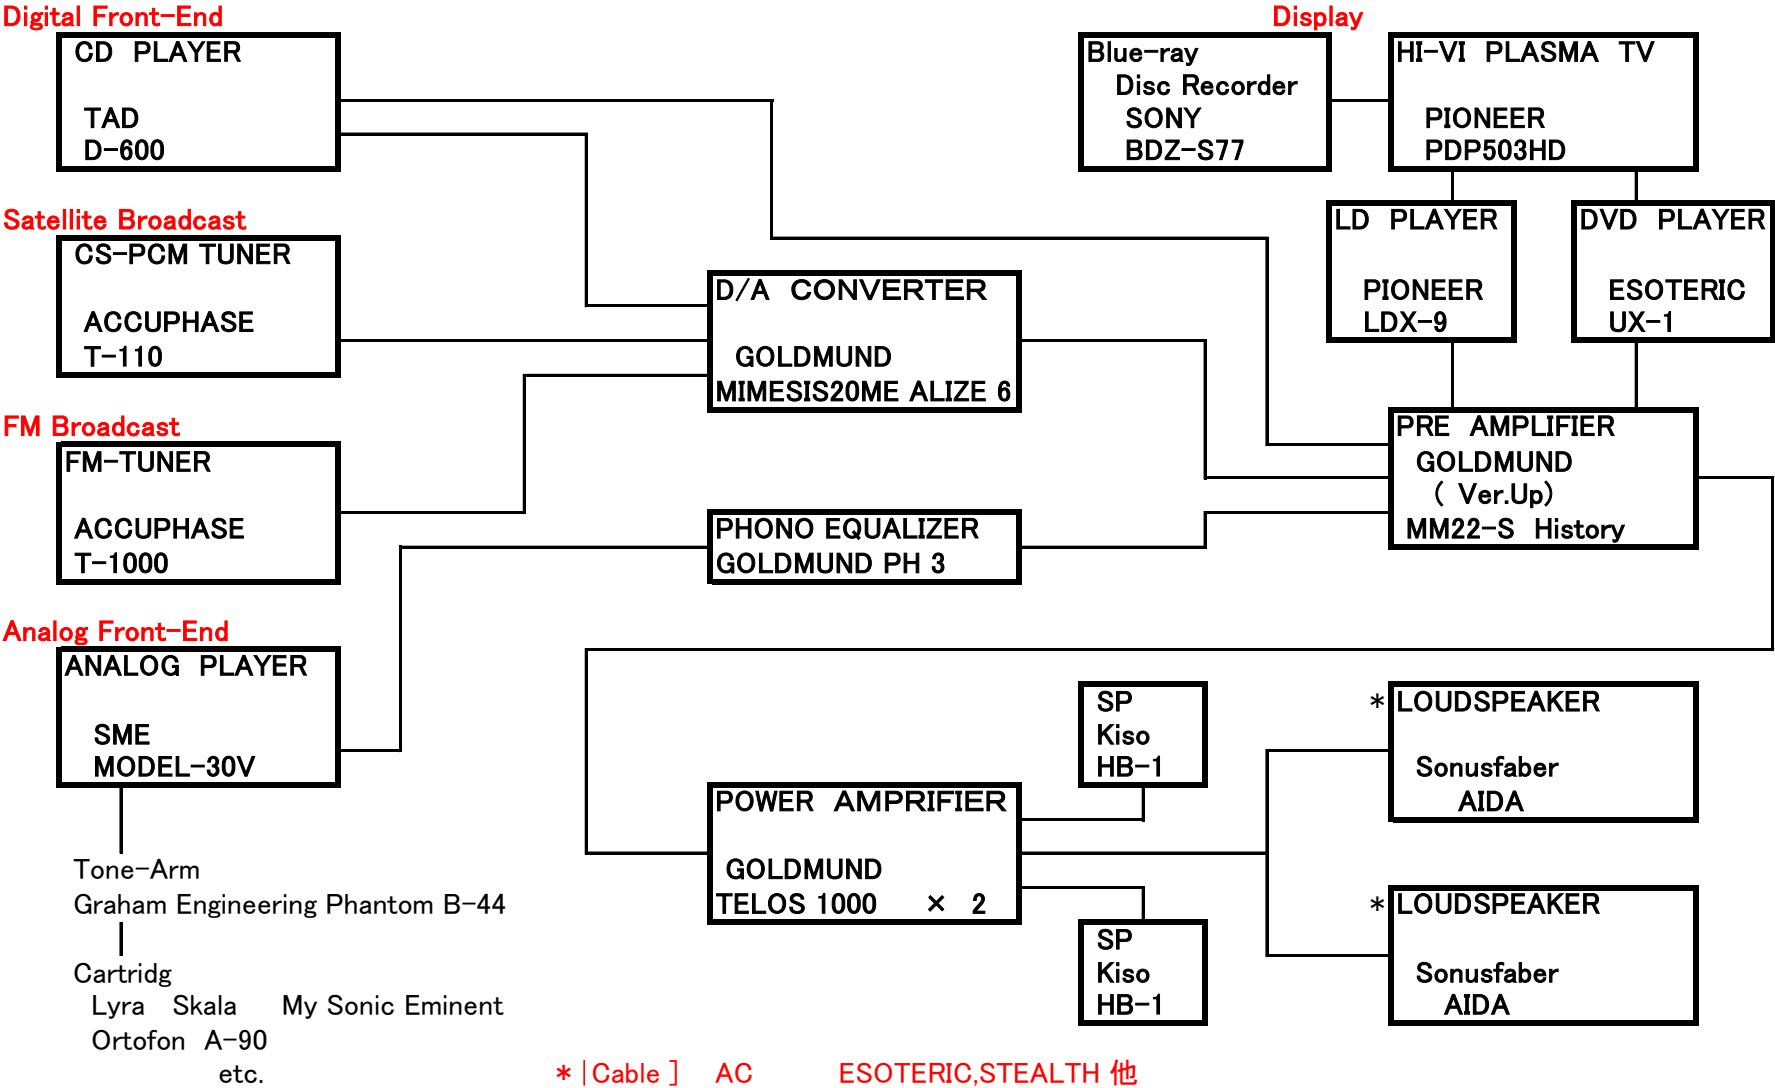 Digital Front-End
CD PLAYER
TAD
D-600
Display
Blue-ray
Disc Recorder
SONY
BDZ-S77
HI-VI PLASMA TV
PIONEER
PDP503HD
Satellite Broadcast
CS-PCM TUNER
ACCUPHASE
T-110
LD PLAYER
PIONEER
LDX-9
DVD PLAYER
ESOTERIC
UX-1
D/A CONVERTER
GOLDMUND
MIMESIS20ME ALIZE 6
FM Broadcast
FM-TUNER
ACCUPHASE
T-1000
PRE AMPLIFIER
GOLDMUND
( Ver.Up)
MM22-S History
PHONO EQUALIZER
GOLDMUND PH 3
Analog Front-End
ANALOG PLAYER
SME
MODEL-30V
SP
Kiso
HB-1
*LOUDSPEAKER
Sonusfaber
AIDA
POWER AMPRIFIER
GOLDMUND
TELOS 1000 × 2
Tone-Arm
Graham Engineering Phantom B-44
SP
Kiso
HB-1
*LOUDSPEAKER
Sonusfaber
AIDA
Cartridg
Lyra Skala My Sonic Eminent
Ortofon A-90
etc.
*|Cable ] AC ESOTERIC,STEALTH 他